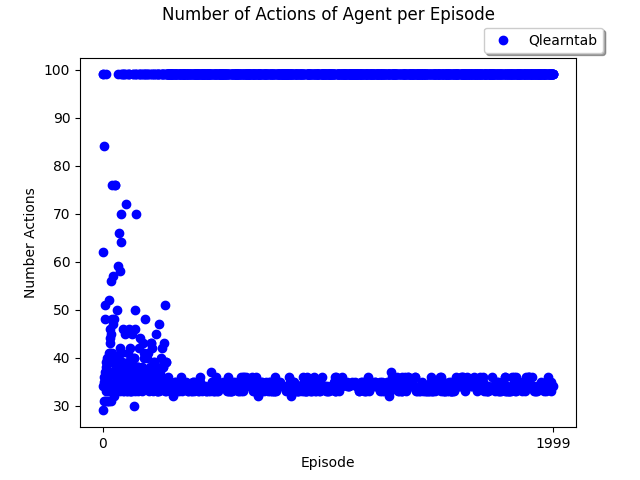 Number of Actions of Agent per Episode
Qlearntab
100
90
80
70
60
50
40
30
Number Actions
0
1999
Episode